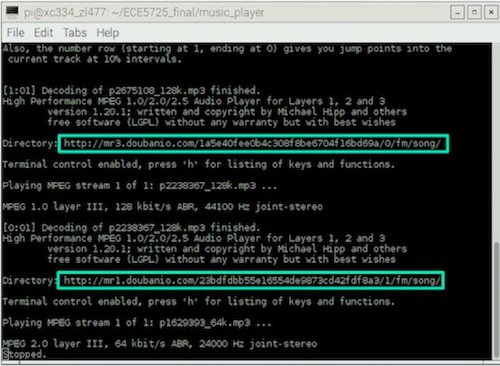 pi@xc334_zl477: ~/ECE5725_final/music_player
File Edit Tabs Help
Also, the number row (starting at 1, ending at 0) gives you jump points into the
current track at 10% intervals.
[1:01] Decoding of p2675108_128k.mp3 finished.
High Performance MPEG 1.0/2.0/2.5 Audio Player for Layers 1, 2 and 3
version 1.20.1; written and copyright by Michael Hipp and others
free software (LGPL) without any warranty but with best wishes
Directory: http://mr3.doubanio.com/1a5e40fee0b4c308f8be6704f16bd69a/0/fm/song/
Terminal control enabled, press 'h' for listing of keys and functions.
Playing MPEG stream 1 of 1: p2238367_128k.mp3 ...
MPEG 1.0 layer III, 128 kbit/s ABR, 44100 Hz joint-stereo
[0:01] Decoding of p2238367_128k.mp3 finished.
High Performance MPEG 1.0/2.0/2.5 Audio Player for Layers 1, 2 and 3
version 1.20.1; written and copyright by Michael Hipp and others
free software (LGPL) without any warranty but with best wishes
Directory: http://mr1.doubanio.com/23bdfdbb55e16554de9873cd42fdf8a3/1/fm/song/
Terminal control enabled, press 'h' for listing of keys and functions.
Playing MPEG stream 1 of 1: p1629393_64k.mp3 ...
MPEG 2.0 layer III, 64 kbit/s ABR, 24000 Hz joint-stereo
Stopped.